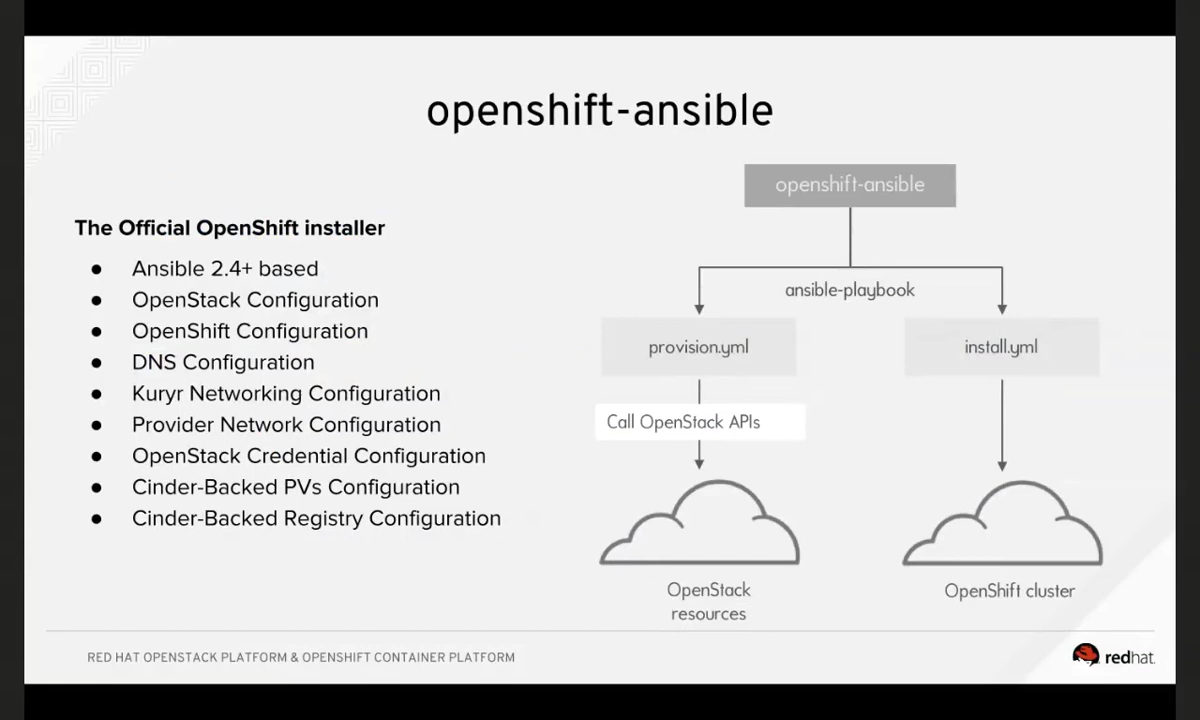 openshift-ansible
The Official OpenShift installer
● Ansible 2.4+ based
● OpenStack Configuration
● OpenShift Configuration
● DNS Configuration
● Kuryr Networking Configuration
● Provider Network Configuration
● OpenStack Credential Configuration
● Cinder-Backed PVs Configuration
● Cinder-Backed Registry Configuration
openshift-ansible
ansible-playbook
provision.yml
install.yml
Call OpenStack APIs
OpenStack
resources
OpenShift cluster
RED HAT OPENSTACK PLATFORM & OPENSHIFT CONTAINER PLATFORM
redhat.